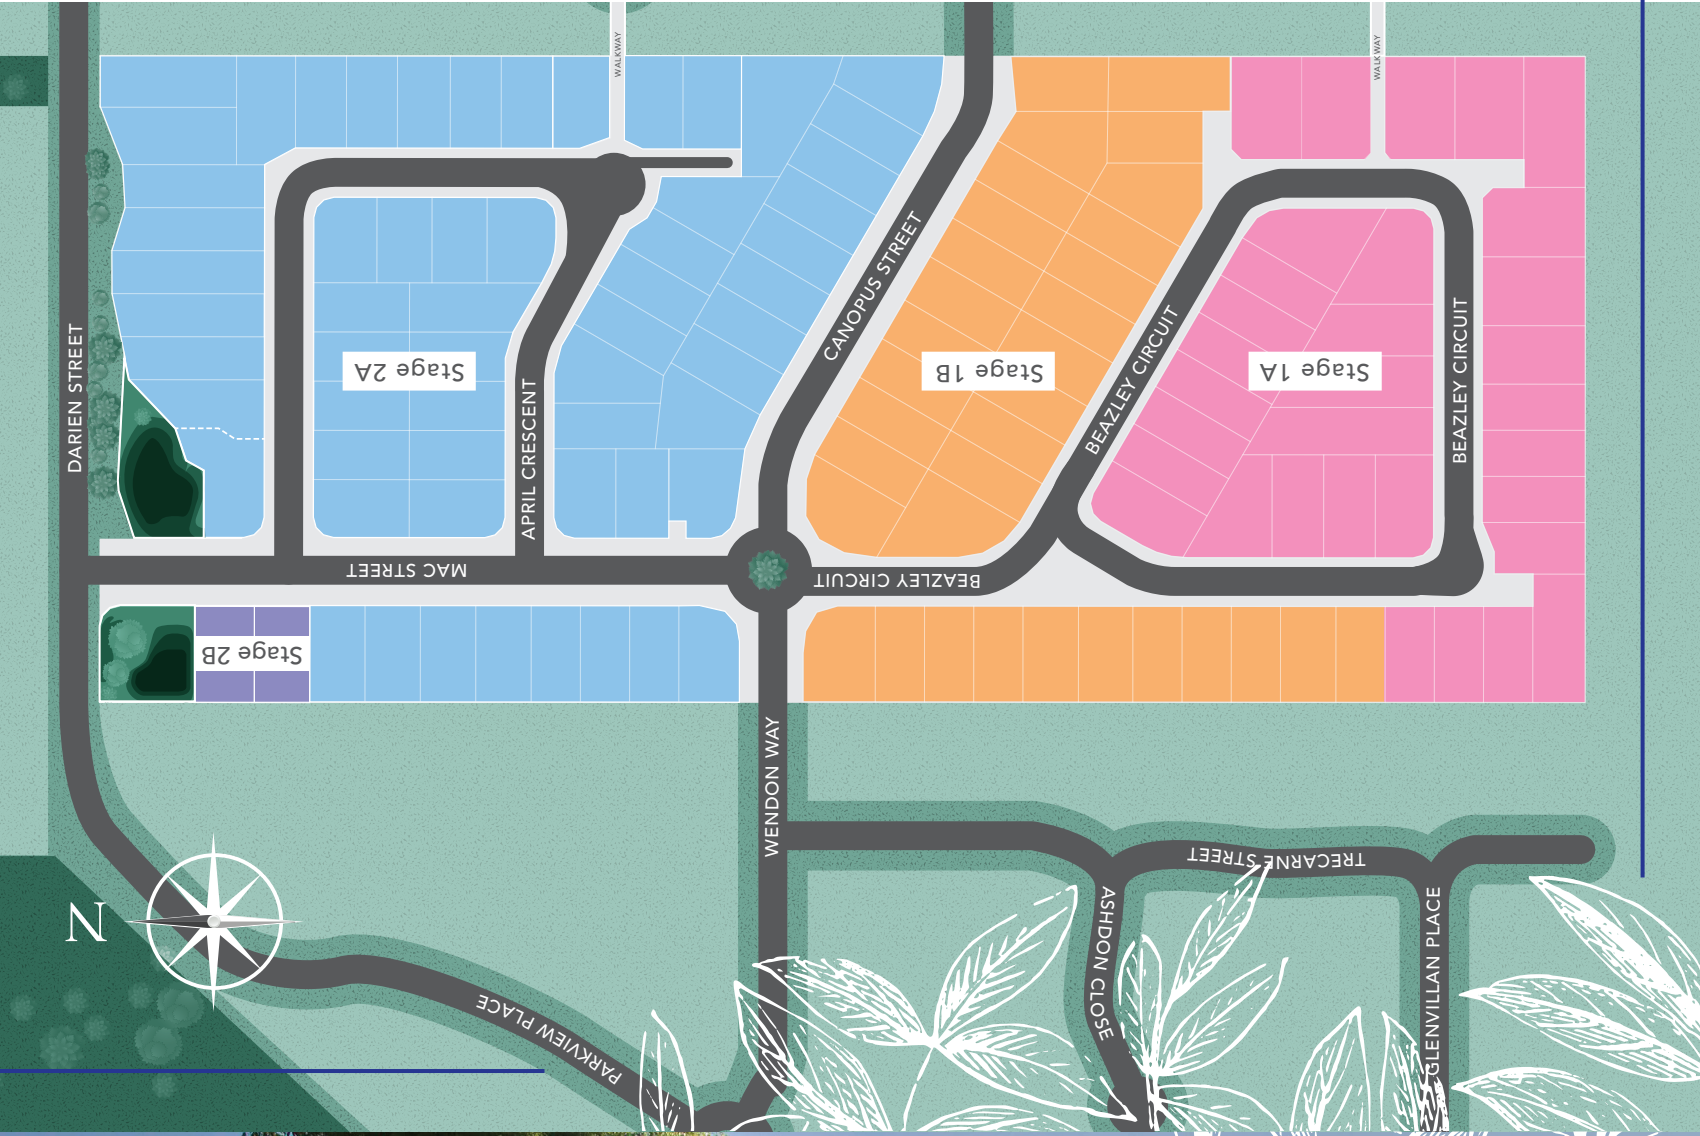 WALKWAY
WALKWAY
CANOPUS STREET
DARIEN STREET
Stage 2A
Stage 1B
Stage 1A
BEAZLEY CIRCUIT
BEAZLEY CIRCUIT
APRIL CRESCENT
MAC STREET
BEAZLEY CIRCUIT
Stage 2B
WENDON WAY
TRECARNE STREET
N
ASHDON CLOSE
GLENVILLAN PLACE
PARKVIEW PLACE